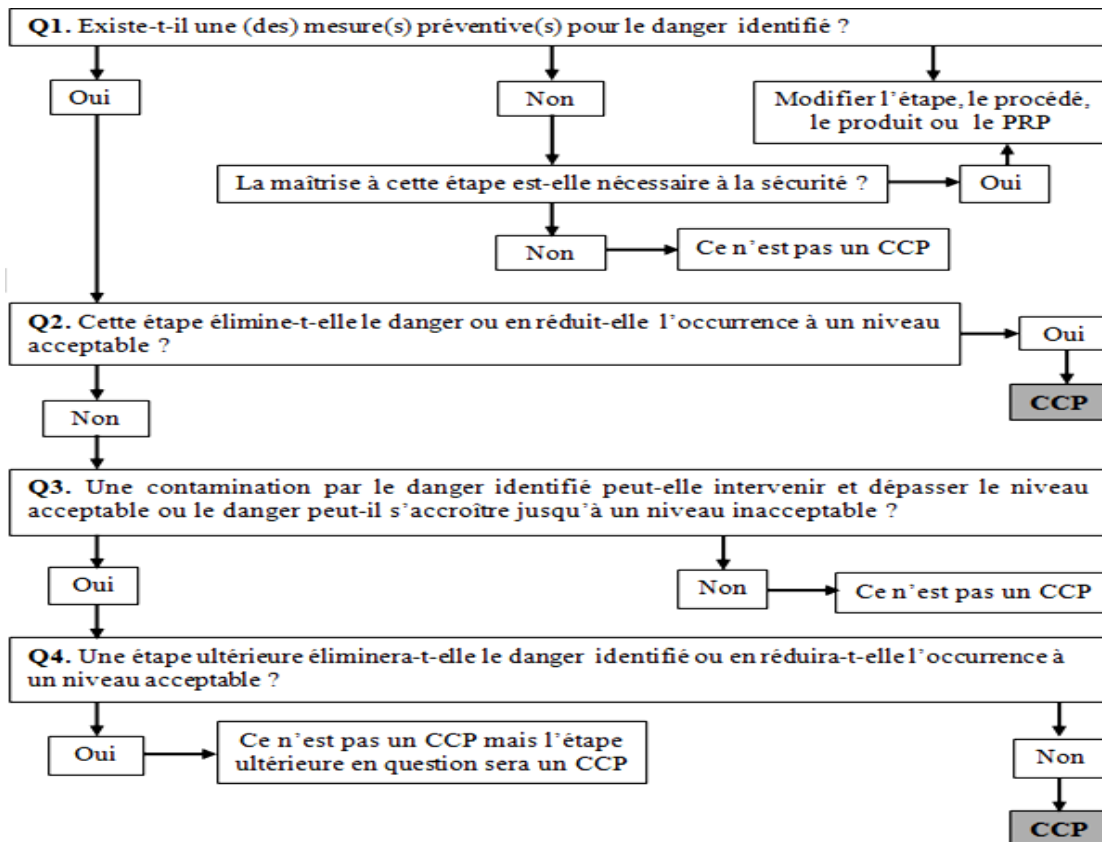 Q1. Existe-t-il une (des) mesure(s) préventive(s) pour le danger identifié ?
Oui
Non
Modifier l’étape, le procédé,
le produit ou le PRP
La maîtrise à cette étape est-elle nécessaire à la sécurité ?
Oui
Non
Ce n’est pas un CCP
Q2. Cette étape élimine-t-elle le danger ou en réduit-elle l’occurrence à un niveau
acceptable ?
Oui
CCP
Non
Q3. Une contamination par le danger identifié peut-elle intervenir et dépasser le niveau
acceptable ou le danger peut-il s’accroître jusqu’à un niveau inacceptable ?
Oui
Non
Ce n’est pas un CCP
Q4. Une étape ultérieure éliminera-t-elle le danger identifié ou en réduira-t-elle l’occurrence à
un niveau acceptable ?
Oui
Ce n’est pas un CCP mais l’étape
ultérieure en question sera un CCP
Non
CCP